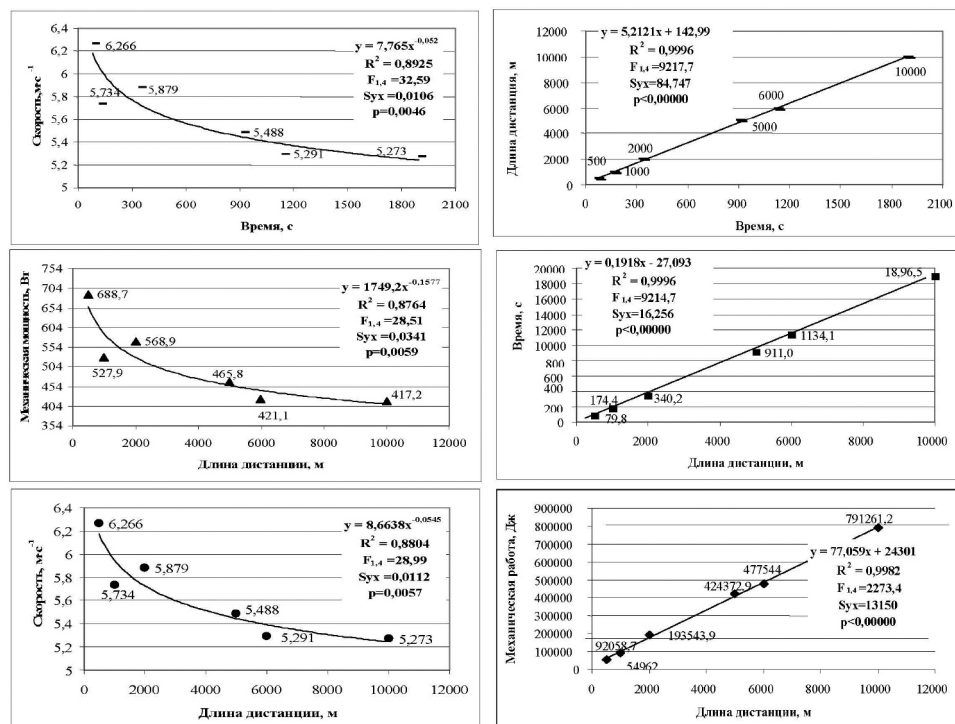 6,4
6,2
6
5,8
5,6
5,4
5,2
5
Скорость,м·с⁻¹
6,266
5,734
5,879
5,488
5,291
5,273
y = 7,765x⁻⁰·⁰⁵²
R² = 0,8925
F₁,₄ =32,59
Syx=0,0106
p=0,0046
0 300 600 900 1200 1500 1800 2100
Время, с
12000
10000
8000
6000
4000
2000
0
Длина дистанции, м
y = 5,2121x + 142,99
R² = 0,9996
F₁,₄=9217,7
Syx=84,747
p<,00000
500
1000
2000
5000
6000
10000
0 300 600 900 1200 1500 1800 2100
Время, с
754
704
654
604
554
504
454
404
354
Механическая мощность, Вт
688,7
527,9
568,9
465,8
421,1
417,2
y = 1749,2x⁻⁰·¹⁵⁷⁷
R² = 0,8764
F₁,₄ =28,51
Syx=0,0341
p=0,0059
0 2000 4000 6000 8000 10000 12000
Длина дистанции, м
20000
18000
16000
14000
12000
10000
800
600
400
200
0
Время, с
y = 0,1918x - 27,093
R² = 0,9996
F₁,₄ =9214,7
Syx=16,256
p<,00000
174,4
79,8
340,2
911,0
1134,1
18,96,5
0 2000 4000 6000 8000 10000
Длина дистанции, м
6,4
6,2
6
5,8
5,6
5,4
5,2
5
Скорость, м·с⁻¹
6,266
5,734
5,879
5,488
5,291
5,273
y = 8,6638x⁻⁰·⁰⁵⁴⁵
R² = 0,8804
F₁,₄ =28,99
Syx=0,0112
p=0,0057
0 2000 4000 6000 8000 10000 12000
Длина дистанции, м
900000
800000
700000
600000
500000
400000
300000
200000
100000
0
Механическая работа, Дж
791261,2
477544
424372,9
193543,9
92058,7
54962
y = 77,059x + 24301
R² = 0,9982
F₁,₄ =2273,4
Syx=13150
p<,00000
0 2000 4000 6000 8000 10000 12000
Длина дистанции, м